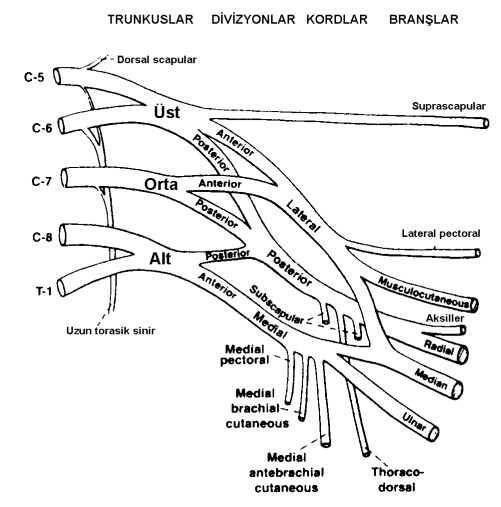 TRUNKUSLAR DİVİZYONLAR KORDLAR BRANŞLAR
Dorsal scapular
C-5
Üst
Suprascapular
C-6
Anterior
Posterior
C-7
Orta
Anterior
Lateral
Posterior
C-8
Lateral pectoral
Alt
Posterior
Posterior
Musculocutaneous
T-1
Anterior
Subscapular
Aksiller
Uzun torasik sinir
Medial
Radial
Medial
pectoral
Median
Medial
brachial
cutaneous
Ulnar
Medial
antebrachial
cutaneous
Thoraco-
dorsal